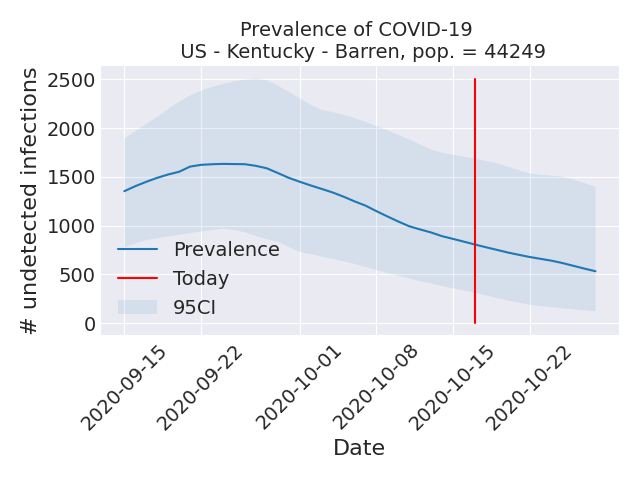 Prevalence of COVID-19
US - Kentucky - Barren, pop. = 44249
# undetected infections
2500
2000
1500
1000
500
0
Prevalence
Today
95CI
2020-09-15
2020-09-22
2020-10-01
2020-10-08
2020-10-15
2020-10-22
Date